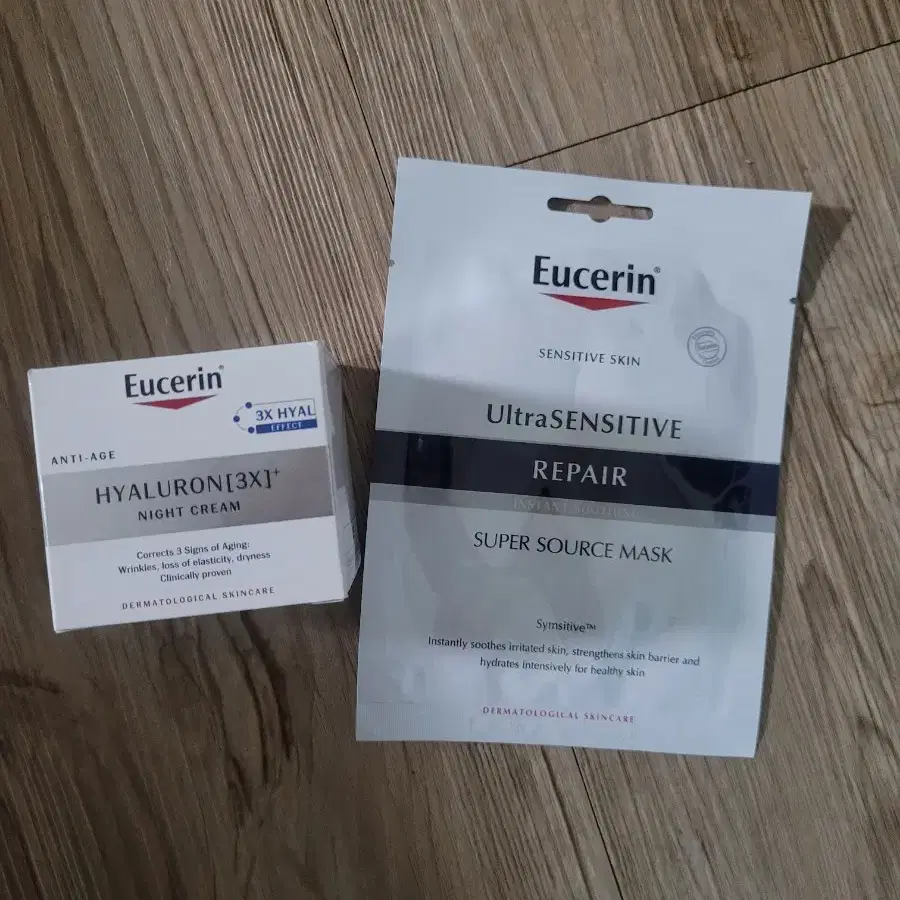 Eucerin®
3X HYAL
EFFECT
ANTI-AGE
HYALURON[3X]+
NIGHT CREAM
Corrects 3 Signs of Aging:
Wrinkles, loss of elasticity, dryness
Clinically proven
DERMATOLOGICAL SKINCARE
Eucerin®
SENSITIVE SKIN
UltraSENSITIVE
REPAIR
INSTANT SOOTHING
SUPER SOURCE MASK
Symsitive™
Instantly soothes irritated skin, strengthens skin barrier and
hydrates intensively for healthy skin
DERMATOLOGICAL SKINCARE